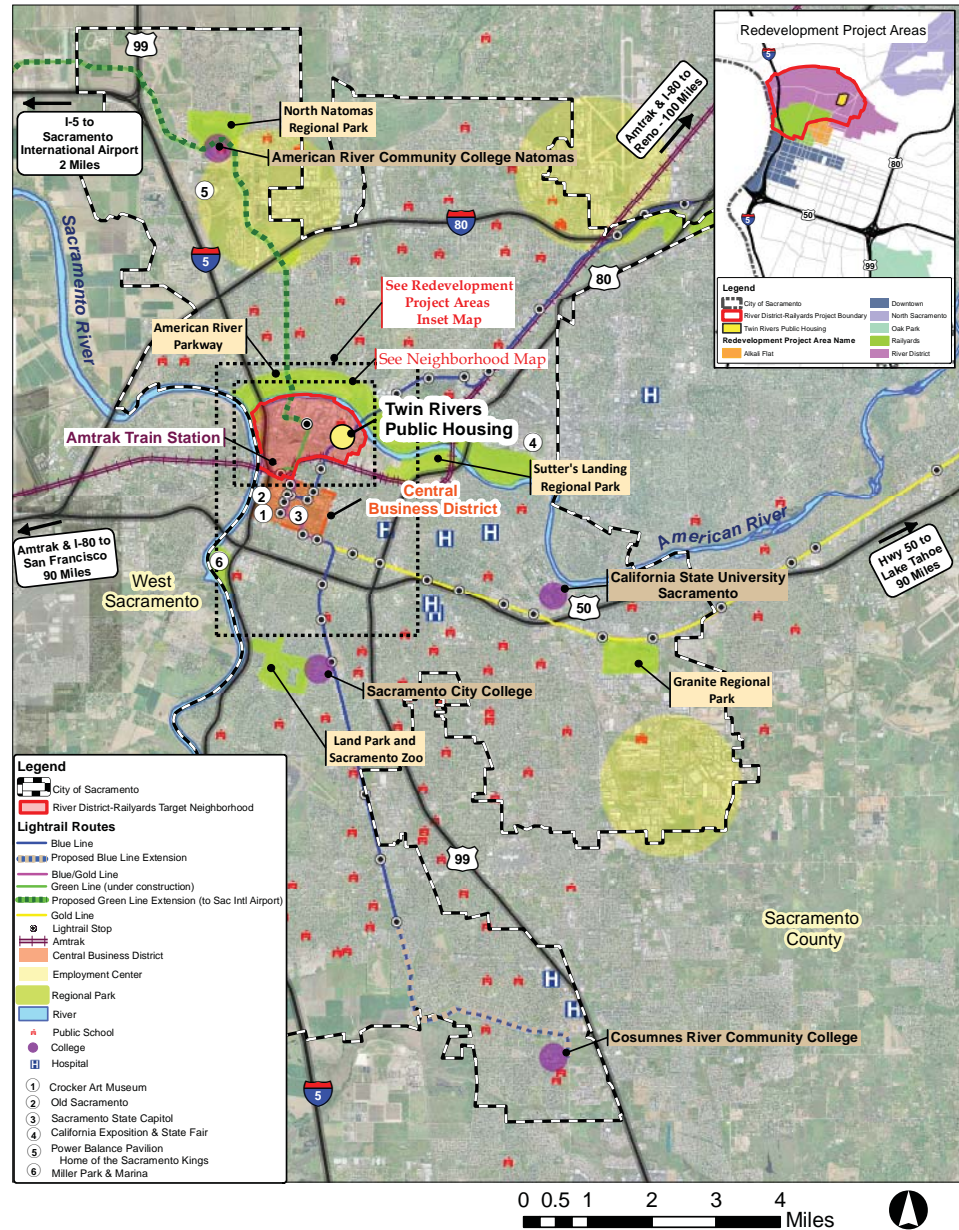 99
I-5 to
Sacramento
International Airport
2 Miles
North Natomas
Regional Park
American River Community College Natomas
5
Amtrak & I-80 to
Reno - 100 Miles
Redevelopment Project Areas
5
80
50
5
99
Legend
City of Sacramento
River District-Railyards Project Boundary
Twin Rivers Public Housing
Redevelopment Project Area Name
Alkali Flat
Downtown
North Sacramento
Oak Park
Railyards
River District
Sacramento River
5
80
80
See Redevelopment
Project Areas
Inset Map
American River
Parkway
See Neighborhood Map
Twin Rivers
Public Housing
Amtrak Train Station
H
4
Sutter's Landing
Regional Park
2
1
3
Central
Business District
H
H
H
American River
Amtrak & I-80 to
San Francisco
90 Miles
Hwy 50 to
Lake Tahoe
90 Miles
6
West
Sacramento
California State University
Sacramento
50
H
H
Sacramento City College
Granite Regional
Park
Land Park and
Sacramento Zoo
99
Sacramento
County
H
H
Cosumnes River Community College
5
Legend
City of Sacramento
River District-Railyards Target Neighborhood
Lightrail Routes
Blue Line
Proposed Blue Line Extension
Blue/Gold Line
Green Line (under construction)
Proposed Green Line Extension (to Sac Intl Airport)
Gold Line
Lightrail Stop
Amtrak
Central Business District
Employment Center
Regional Park
River
Public School
College
H Hospital
1 Crocker Art Museum
2 Old Sacramento
3 Sacramento State Capitol
4 California Exposition & State Fair
5 Power Balance Pavilion
Home of the Sacramento Kings
6 Miller Park & Marina
0 0.5 1 2 3 4
Miles